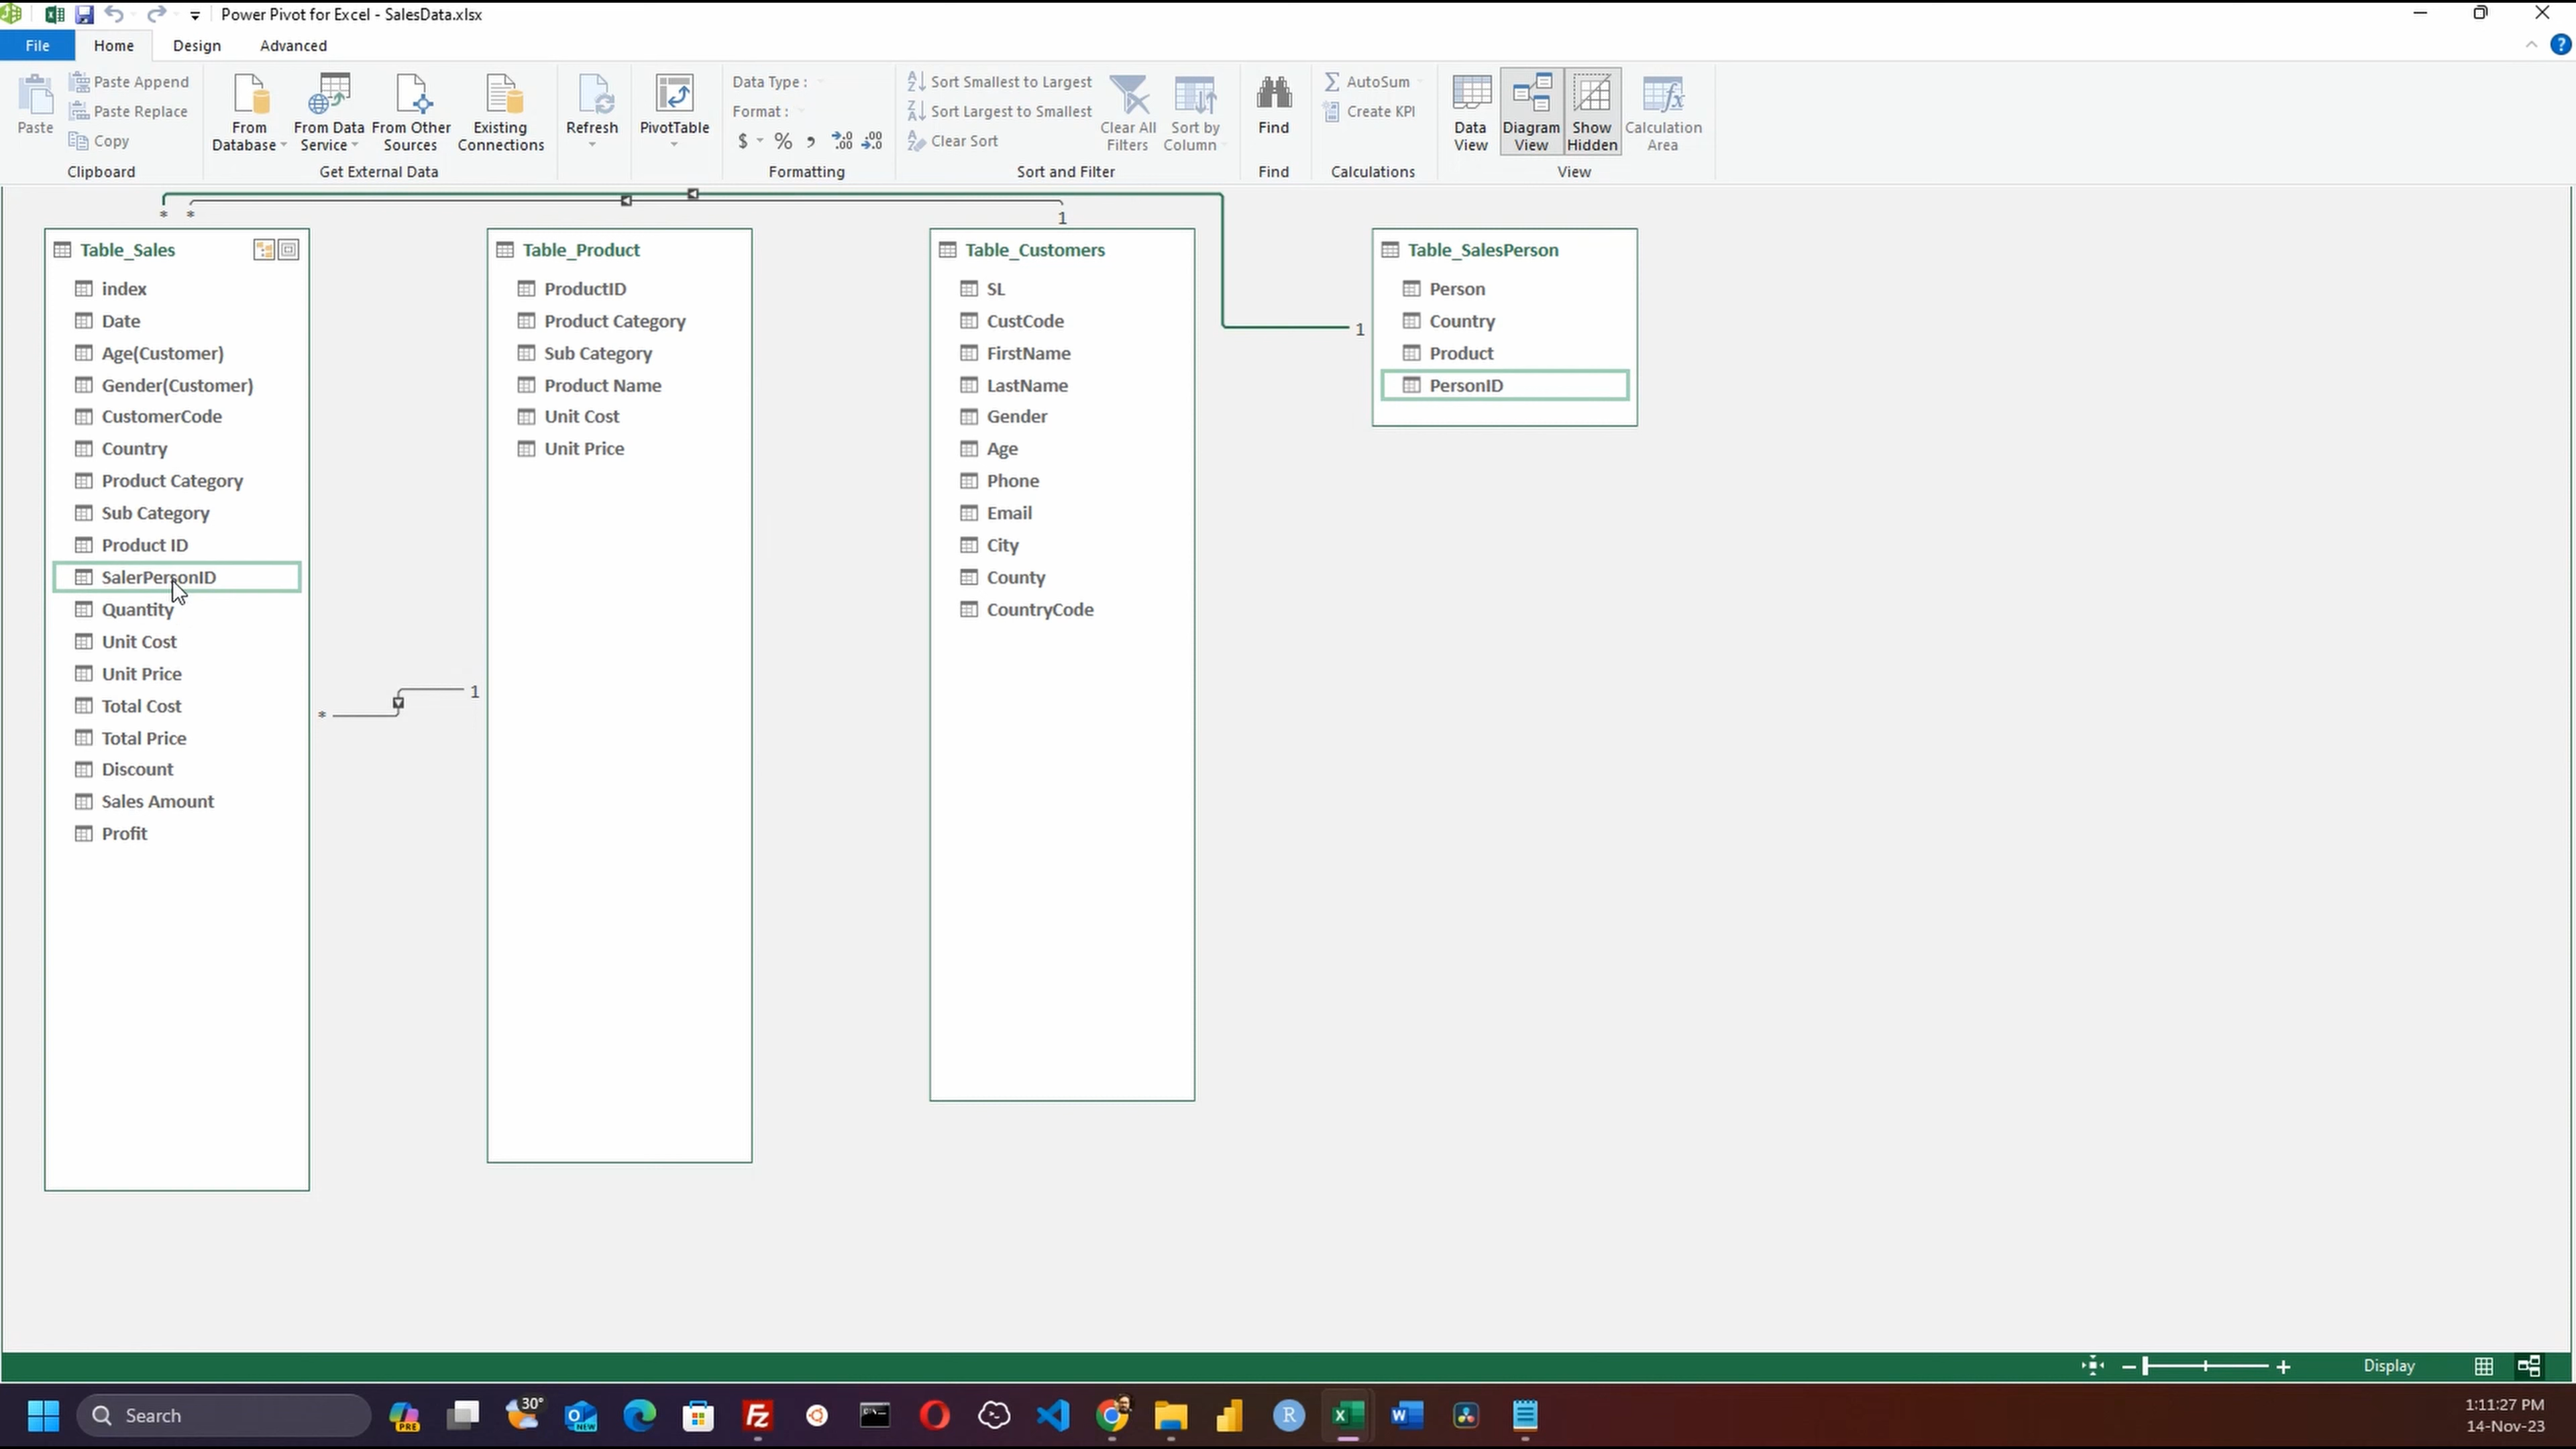 Power Pivot for Excel - SalesData.xlsx
File Home Design Advanced
Paste
Paste Append
Paste Replace
Copy
Clipboard
From Database
From Data Service
From Other Sources
Existing Connections
Get External Data
Refresh
PivotTable
Data Type :
Format :
$ % , .00 .00
Formatting
Sort Smallest to Largest
Sort Largest to Smallest
Clear Sort
Clear All Filters
Sort by Column
Sort and Filter
Find
Find
AutoSum
Create KPI
Calculations
Data View
Diagram View
Show Hidden
Calculation Area
View
* * 1
Table_Sales
index
Date
Age(Customer)
Gender(Customer)
CustomerCode
Country
Product Category
Sub Category
Product ID
SalerPersonID
Quantity
Unit Cost
Unit Price
Total Cost
Total Price
Discount
Sales Amount
Profit
* 1
Table_Product
ProductID
Product Category
Sub Category
Product Name
Unit Cost
Unit Price
Table_Customers
SL
CustCode
FirstName
LastName
Gender
Age
Phone
Email
City
County
CountryCode
1
Table_SalesPerson
Person
Country
Product
PersonID
Display
Search
PRE
30°
NEW
1:11:27 PM
14-Nov-23